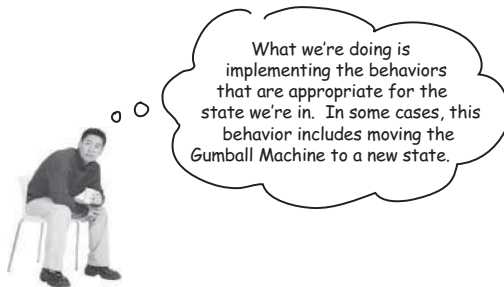 What we're doing is
implementing the behaviors
that are appropriate for the
state we're in.  In some cases, this
behavior includes moving the
Gumball Machine to a new state.